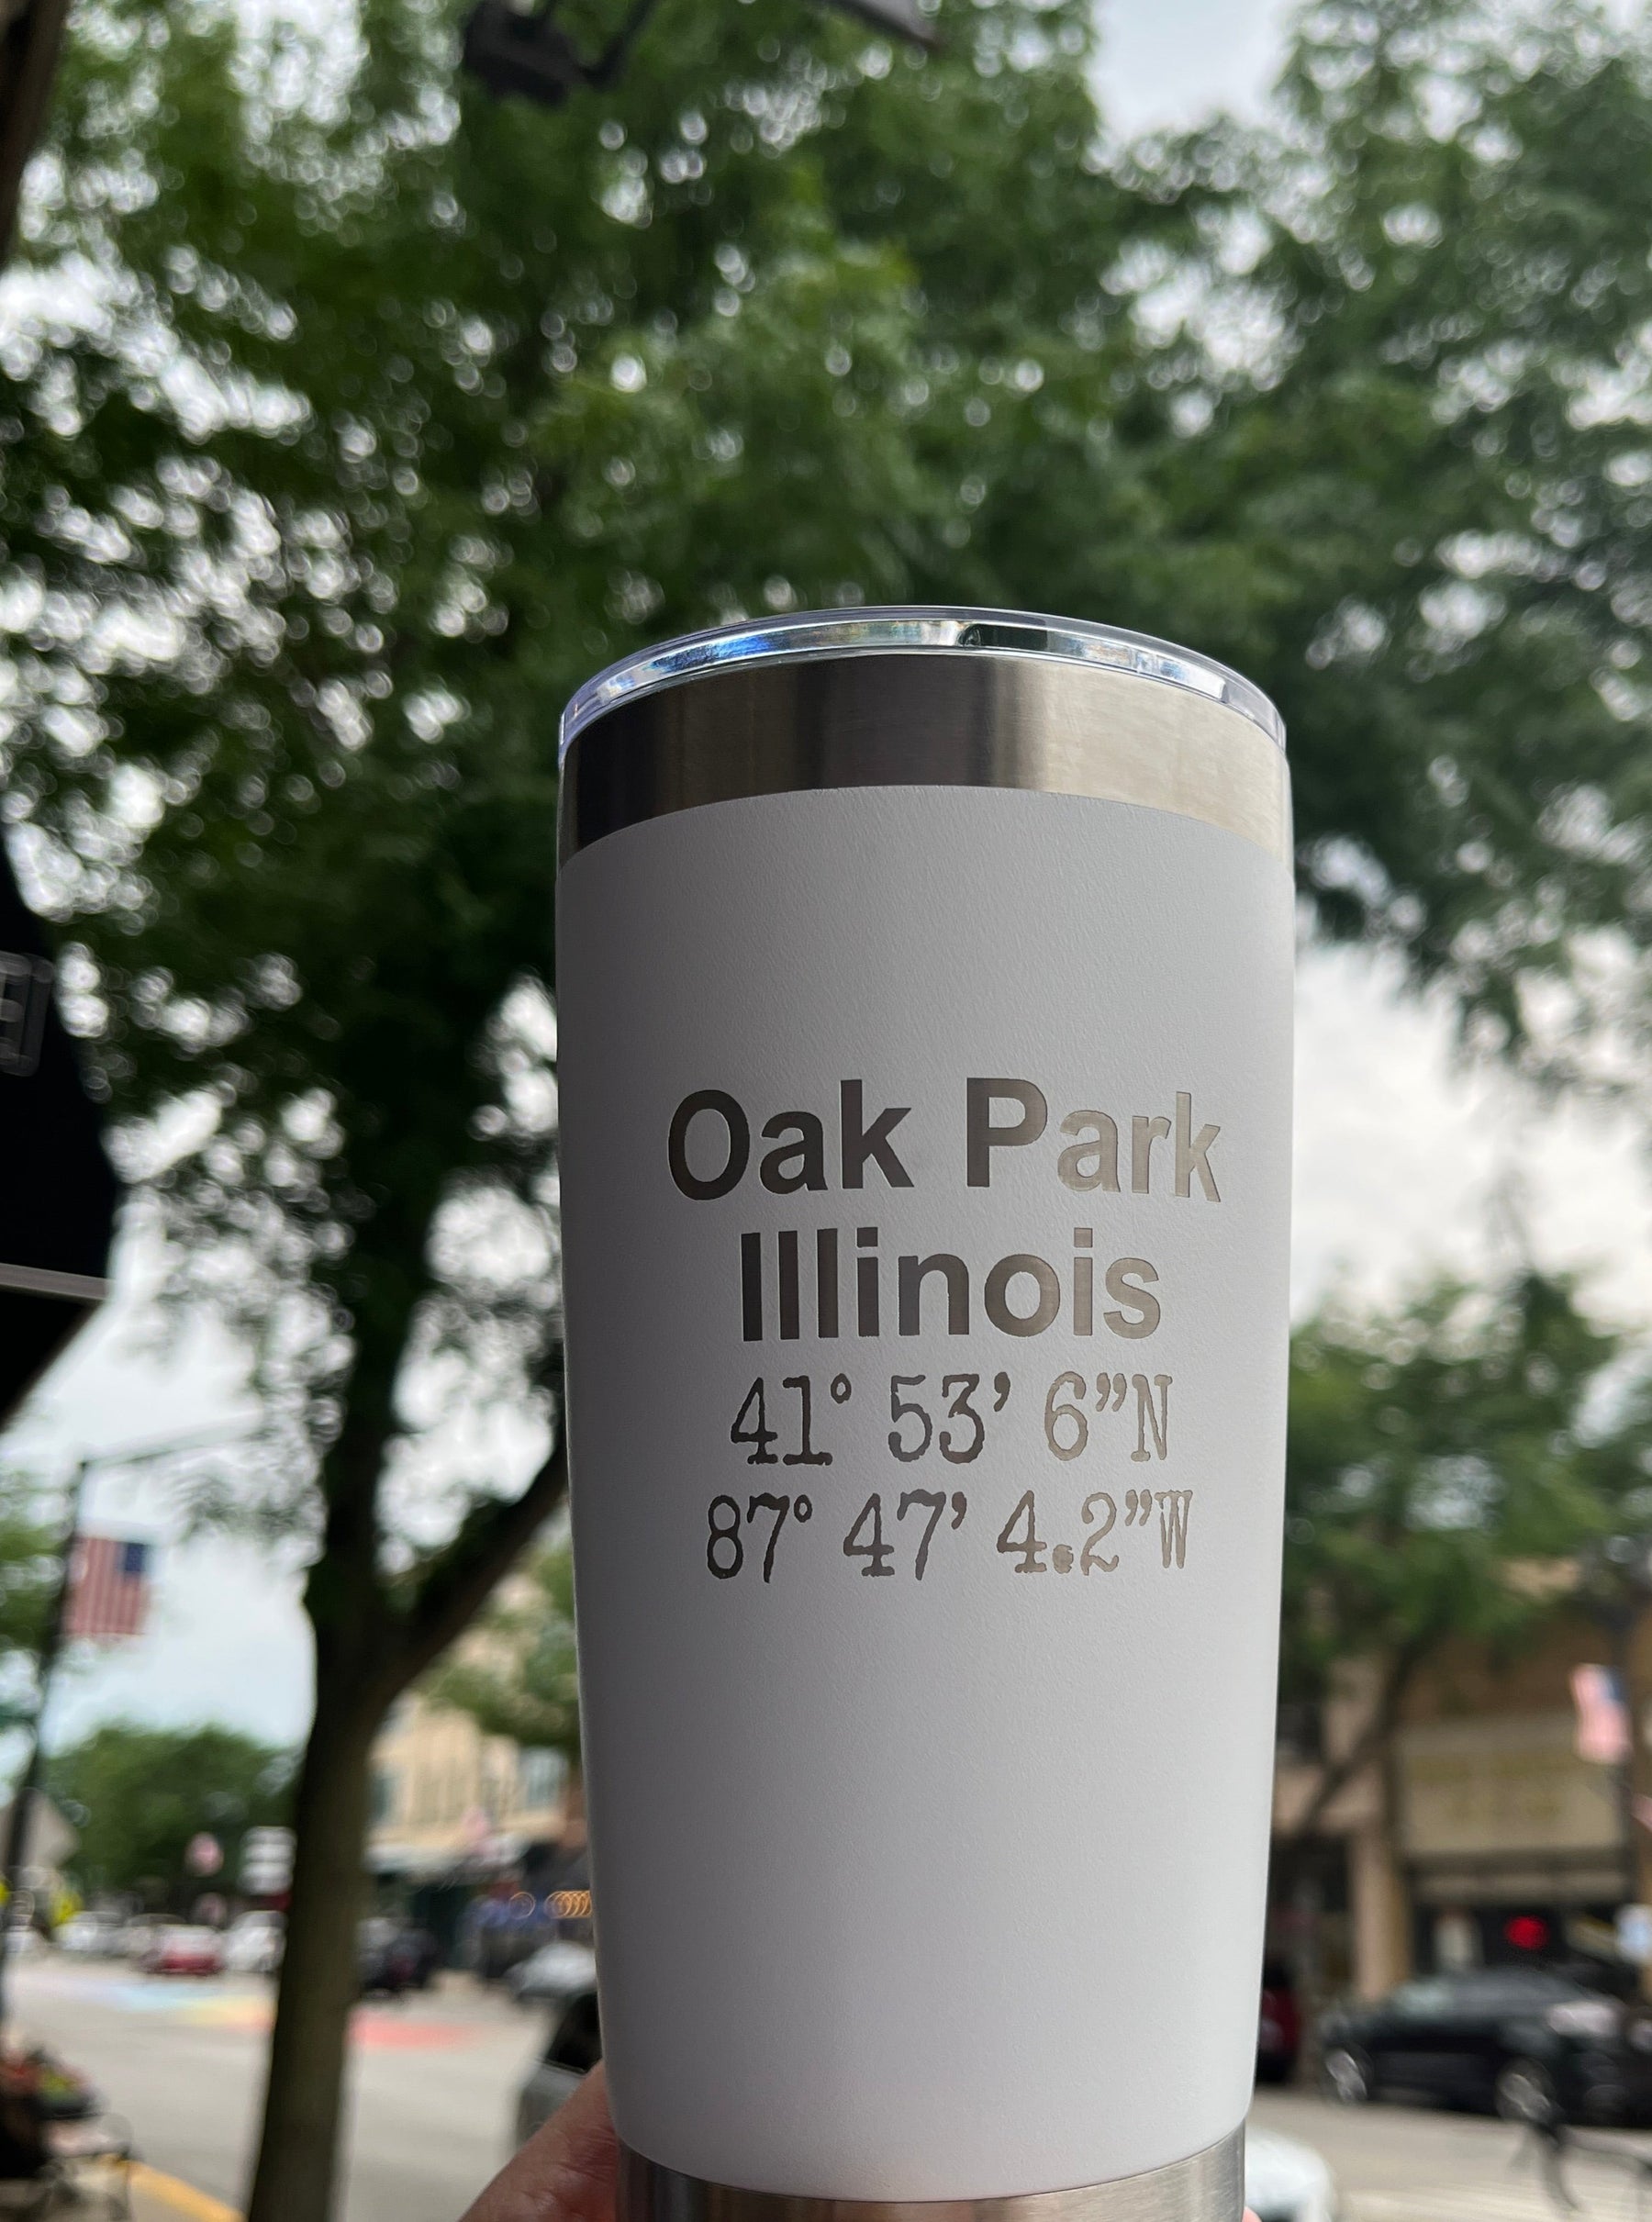 Oak Park
Illinois
41° 53’ 6”N
87° 47’ 4.2”W